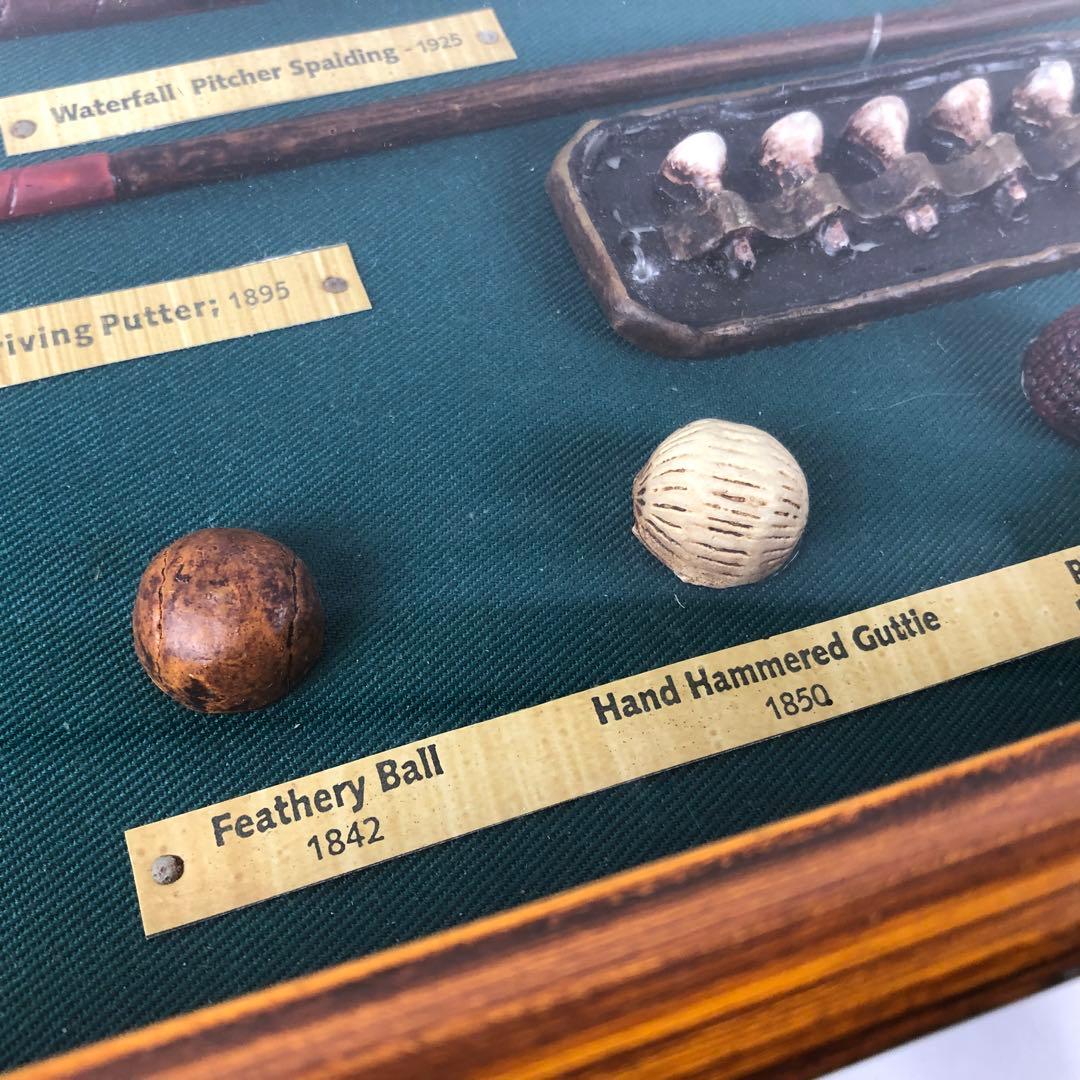 Waterfall Pitcher Spalding - 1925
riving Putter; 1895
Hand Hammered Guttie
1850
Feathery Ball
1842